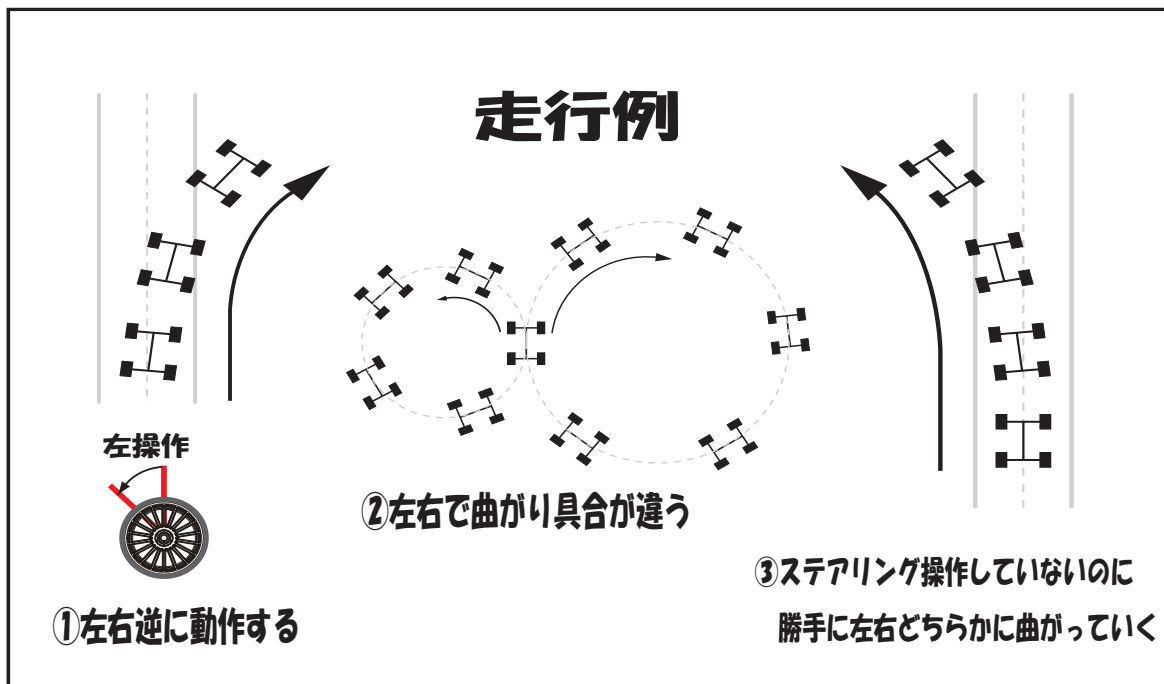 走行例
左操作
①左右逆に動作する
②左右で曲がり具合が違う
③ステアリング操作していないのに
勝手に左右どちらかに曲がっていく